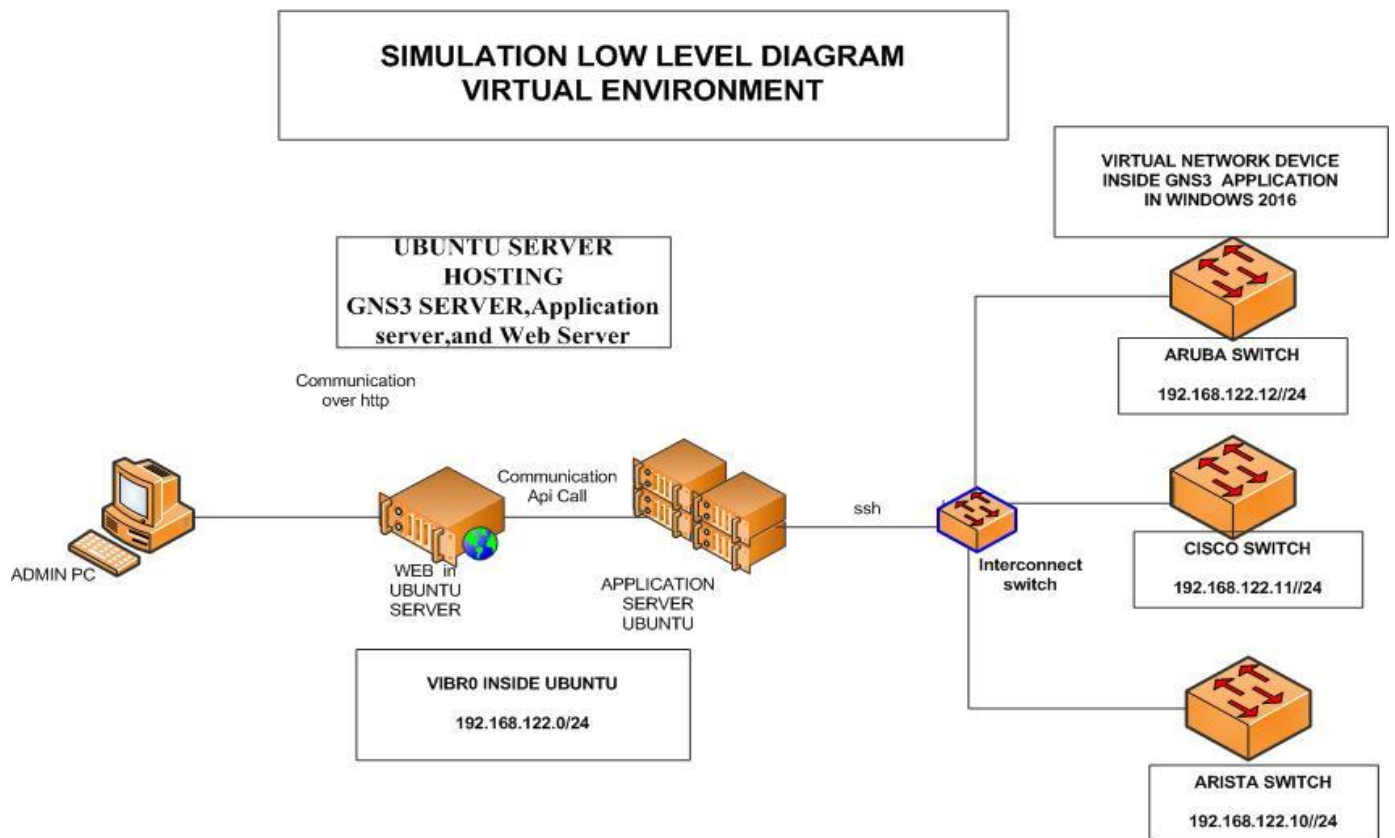 SIMULATION LOW LEVEL DIAGRAM
VIRTUAL ENVIRONMENT
VIRTUAL NETWORK DEVICE
INSIDE GNS3 APPLICATION
IN WINDOWS 2016
UBUNTU SERVER
HOSTING
GNS3 SERVER,Application
server,and Web Server
Communication
over http
ARUBA SWITCH
192.168.122.12//24
Communication
Api Call
ssh
ADMIN PC
WEB in
UBUNTU
SERVER
APPLICATION
SERVER
UBUNTU
Interconnect
switch
CISCO SWITCH
192.168.122.11//24
VIBR0 INSIDE UBUNTU
192.168.122.0/24
ARISTA SWITCH
192.168.122.10//24